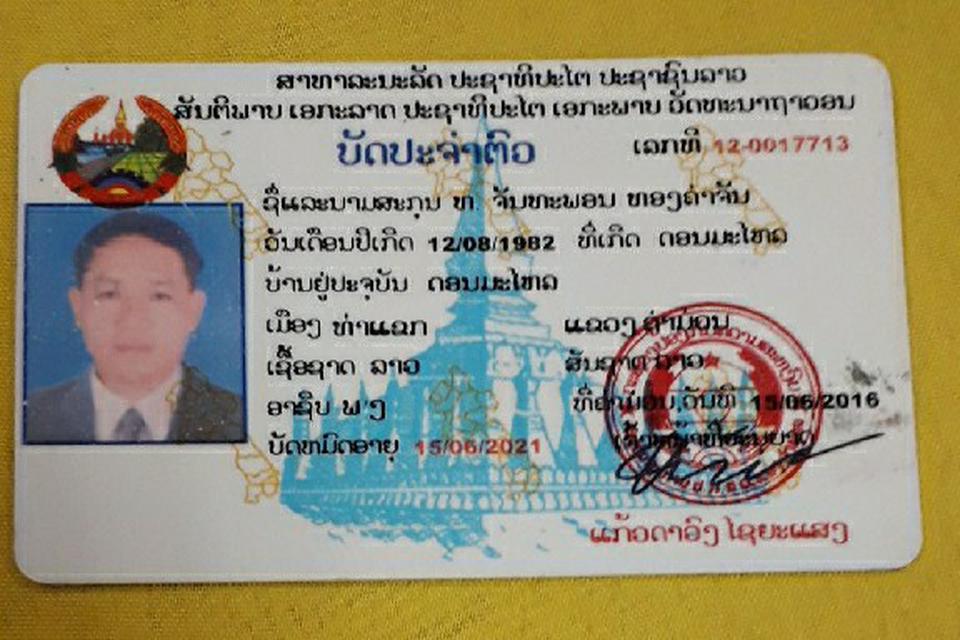 ສາທາລະນະລັດ ປະຊາທິປະໄຕ ປະຊາຊົນລາວ
ສັນຕິພາບ ເອກະລາດ ປະຊາທິປະໄຕ ເອກະພາບ ວັດທະນາຖາວອນ
ບັດປະຈຳຕົວ ເລກທີ 12-0017713
ຊື່ແລະນາມສະກຸນ ທ. ຈັນທະພອນ ທອງຄຳຈັນ
ວັນເດືອນປີເກີດ 12/08/1982 ທີ່ເກີດ ດອນມະໄຫລ
ບ້ານຢູ່ປະຈຸບັນ ດອນມະໄຫລ
ເມືອງ ທ່າແຂກ ແຂວງ ຄຳມ່ວນ
ເຊື້ອຊາດ ລາວ ສັນຊາດ ລາວ
ອາຊີບ ທີ່ຄຳມ່ວນ,ວັນທີ 15/06/2016
ບັດຫມົດອາຍຸ 15/06/2021
ແກ້ວດາວົງ ໄຊຍະແສງ